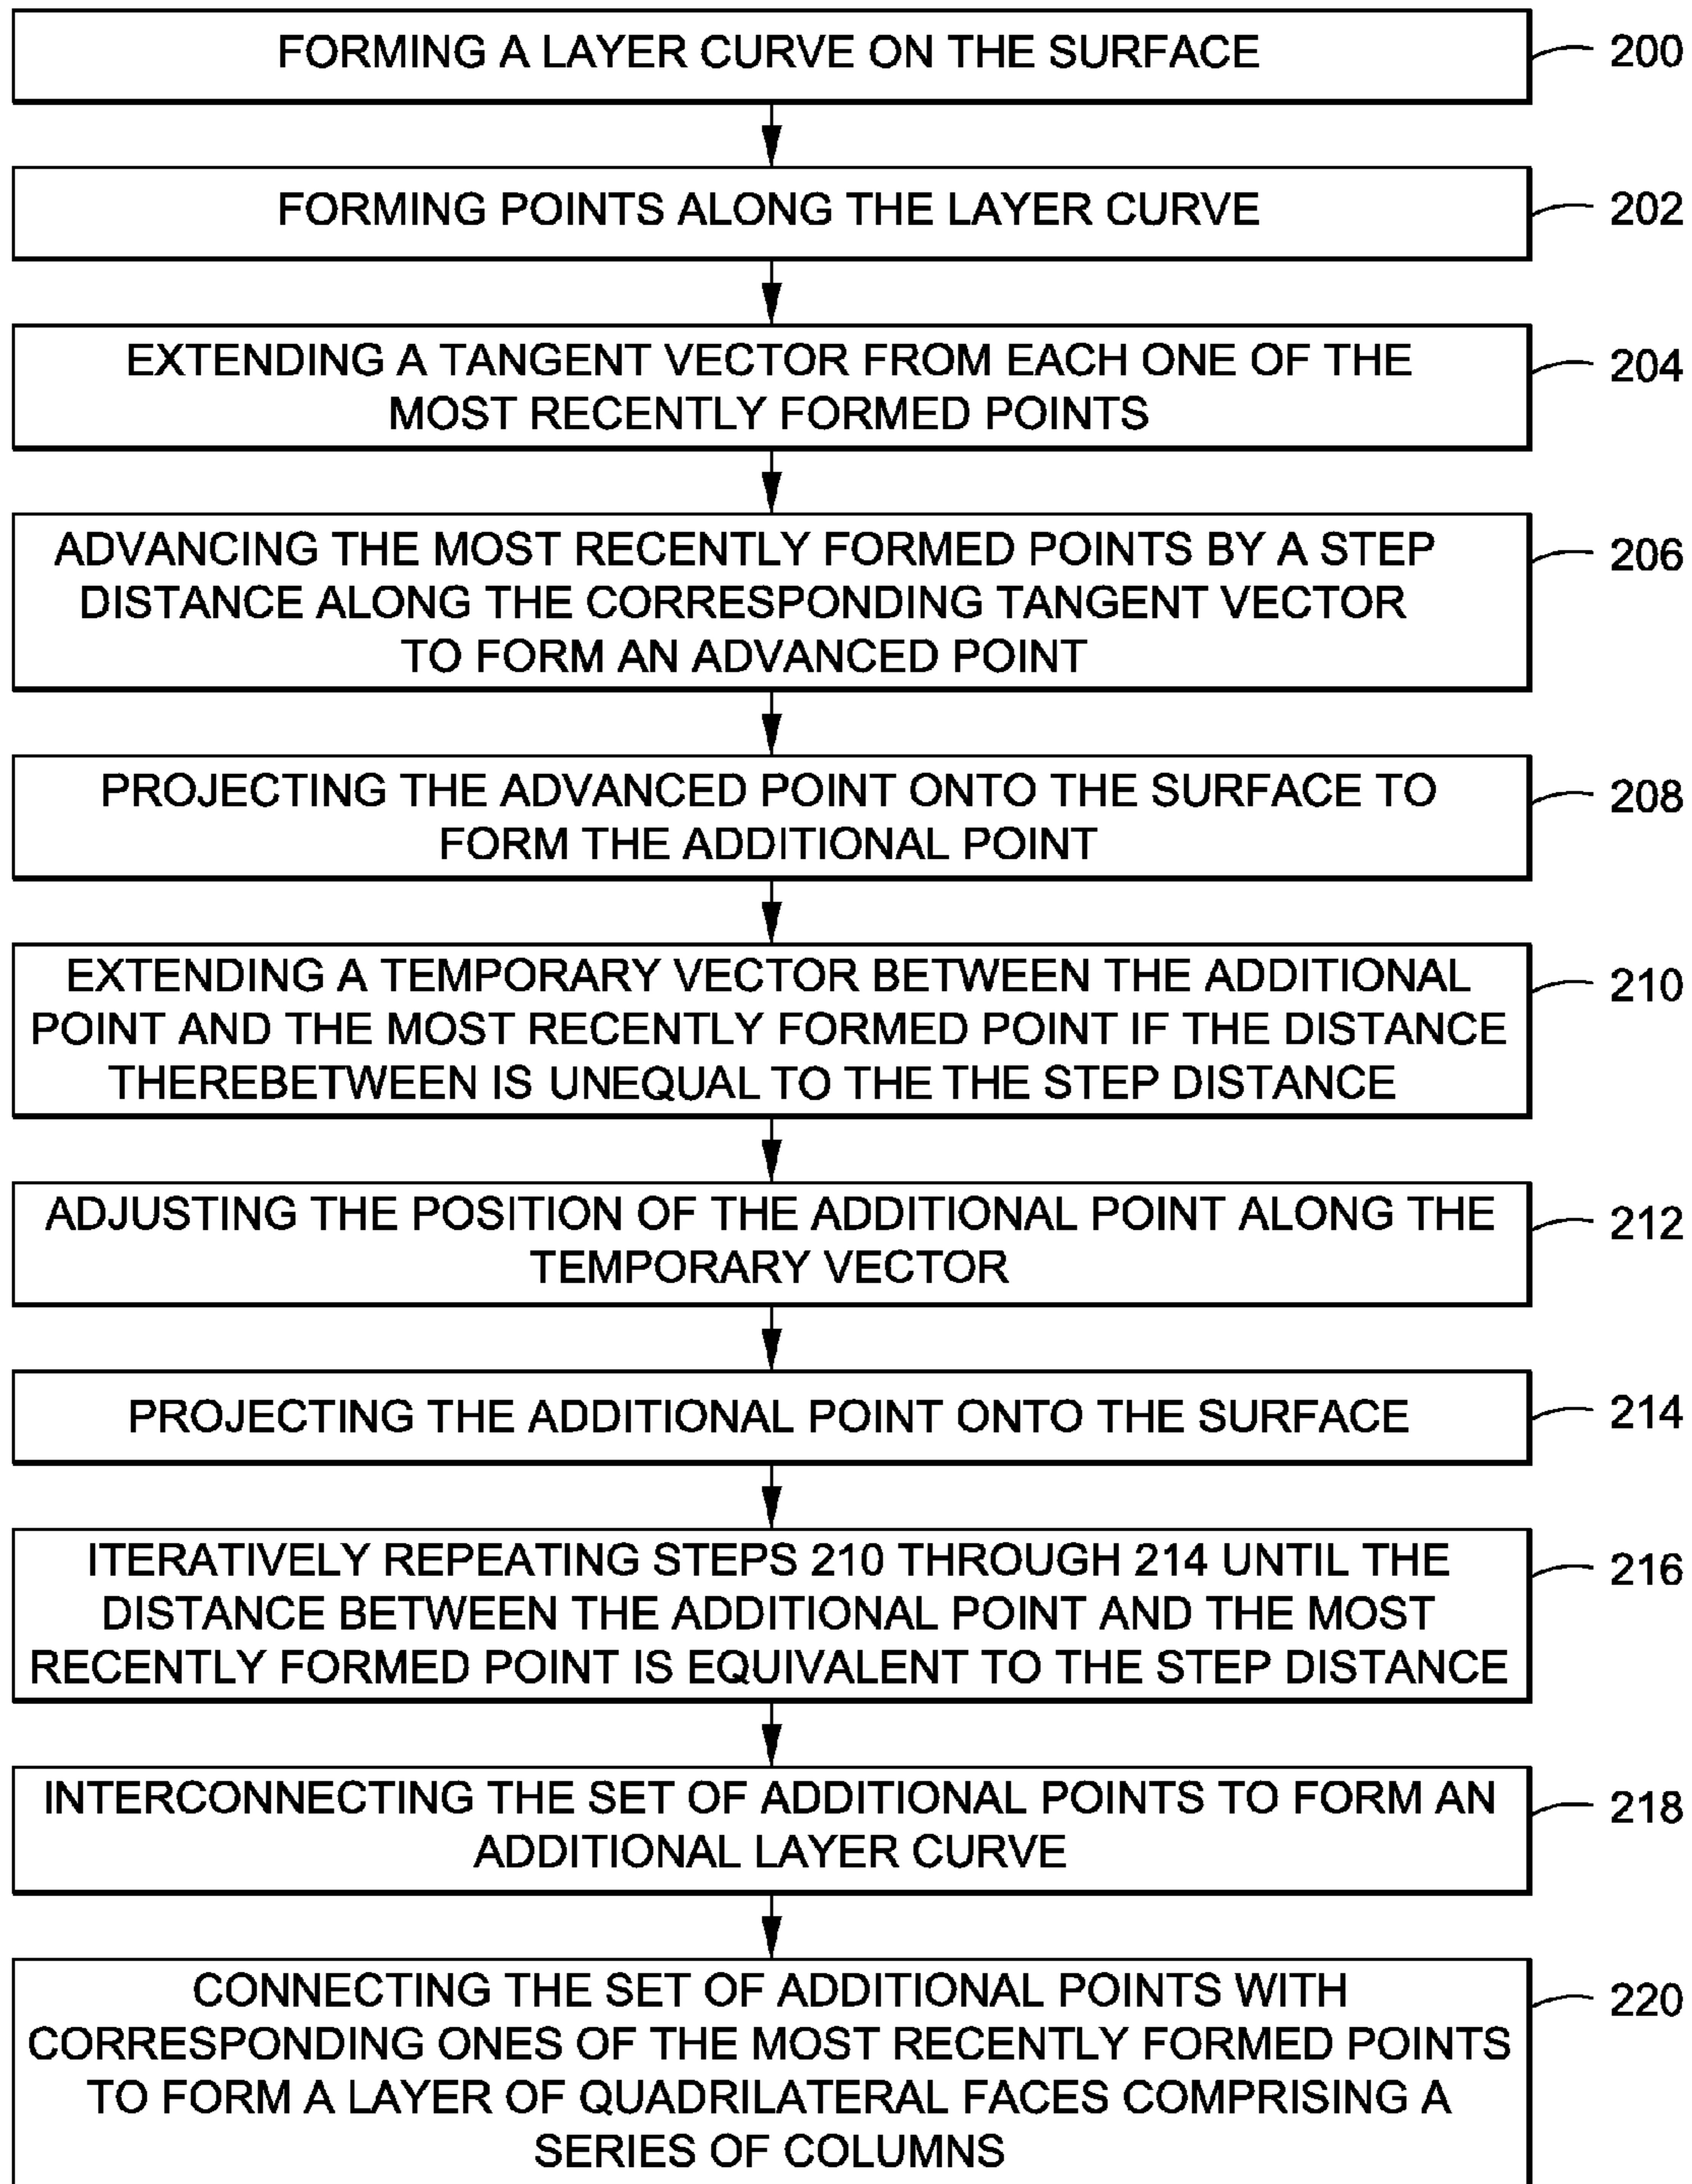 FORMING A LAYER CURVE ON THE SURFACE
200
FORMING POINTS ALONG THE LAYER CURVE
202
EXTENDING A TANGENT VECTOR FROM EACH ONE OF THE
MOST RECENTLY FORMED POINTS
204
ADVANCING THE MOST RECENTLY FORMED POINTS BY A STEP
DISTANCE ALONG THE CORRESPONDING TANGENT VECTOR
TO FORM AN ADVANCED POINT
206
PROJECTING THE ADVANCED POINT ONTO THE SURFACE TO
FORM THE ADDITIONAL POINT
208
EXTENDING A TEMPORARY VECTOR BETWEEN THE ADDITIONAL
POINT AND THE MOST RECENTLY FORMED POINT IF THE DISTANCE
THEREBETWEEN IS UNEQUAL TO THE THE STEP DISTANCE
210
ADJUSTING THE POSITION OF THE ADDITIONAL POINT ALONG THE
TEMPORARY VECTOR
212
PROJECTING THE ADDITIONAL POINT ONTO THE SURFACE
214
ITERATIVELY REPEATING STEPS 210 THROUGH 214 UNTIL THE
DISTANCE BETWEEN THE ADDITIONAL POINT AND THE MOST
RECENTLY FORMED POINT IS EQUIVALENT TO THE STEP DISTANCE
216
INTERCONNECTING THE SET OF ADDITIONAL POINTS TO FORM AN
ADDITIONAL LAYER CURVE
218
CONNECTING THE SET OF ADDITIONAL POINTS WITH
CORRESPONDING ONES OF THE MOST RECENTLY FORMED POINTS
TO FORM A LAYER OF QUADRILATERAL FACES COMPRISING A
SERIES OF COLUMNS
220